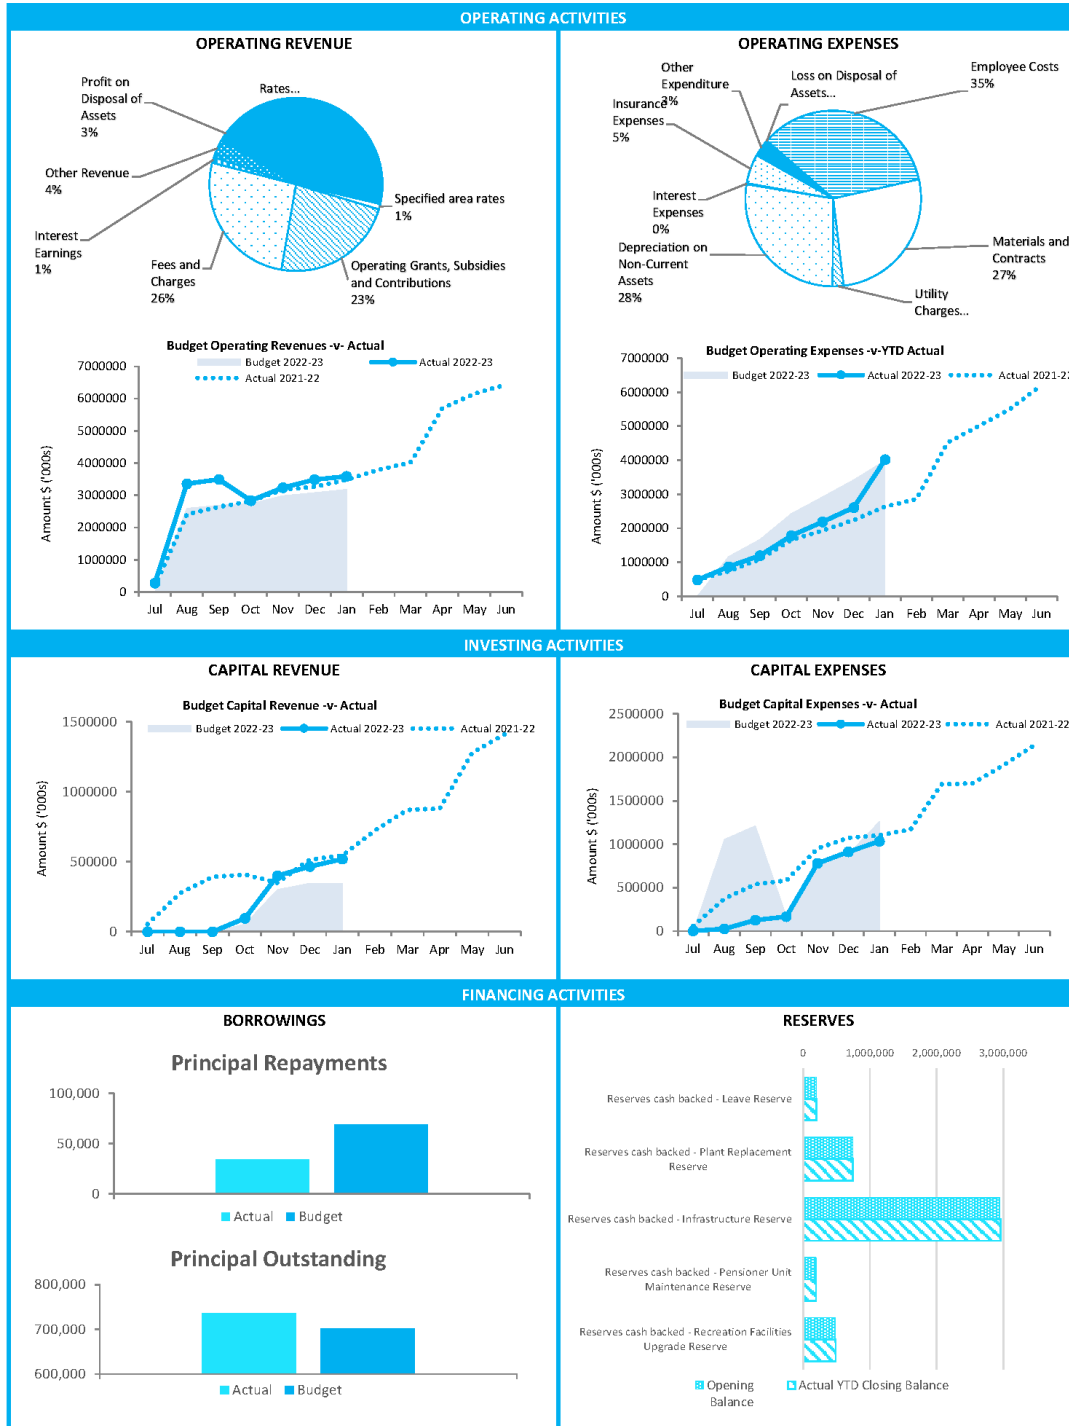 OPERATING ACTIVITIES
OPERATING REVENUE
Profit on
Disposal of
Assets
3%
Rates...
Other Revenue
4%
Specified area rates
1%
Interest
Earnings
1%
Fees and
Charges
26%
Operating Grants, Subsidies
and Contributions
23%
OPERATING EXPENSES
Other
Expenditure
3%
Loss on Disposal of
Assets...
Employee Costs
35%
Insurance
Expenses
5%
Interest
Expenses
0%
Depreciation on
Non-Current
Assets
28%
Materials and
Contracts
27%
Utility
Charges...
Budget Operating Revenues -v- Actual
Budget 2022-23
Actual 2022-23
Actual 2021-22
Amount $ ('000s)
7000000
6000000
5000000
4000000
3000000
2000000
1000000
0
Jul Aug Sep Oct Nov Dec Jan Feb Mar Apr May Jun
Budget Operating Expenses -v-YTD Actual
Budget 2022-23 Actual 2022-23 Actual 2021-22
Amount $ ('000s)
7000000
6000000
5000000
4000000
3000000
2000000
1000000
0
Jul Aug Sep Oct Nov Dec Jan Feb Mar Apr May Jun
INVESTING ACTIVITIES
CAPITAL REVENUE
Budget Capital Revenue -v- Actual
Budget 2022-23 Actual 2022-23 Actual 2021-22
Amount $ ('000s)
1500000
1000000
500000
0
Jul Aug Sep Oct Nov Dec Jan Feb Mar Apr May Jun
CAPITAL EXPENSES
Budget Capital Expenses -v- Actual
Budget 2022-23 Actual 2022-23 Actual 2021-22
Amount $ ('000s)
2500000
2000000
1500000
1000000
500000
0
Jul Aug Sep Oct Nov Dec Jan Feb Mar Apr May Jun
FINANCING ACTIVITIES
BORROWINGS
Principal Repayments
100,000
50,000
0
Actual Budget
Principal Outstanding
800,000
700,000
600,000
Actual Budget
RESERVES
0 1,000,000 2,000,000 3,000,000
Reserves cash backed - Leave Reserve
Reserves cash backed - Plant Replacement
Reserve
Reserves cash backed - Infrastructure Reserve
Reserves cash backed - Pensioner Unit
Maintenance Reserve
Reserves cash backed - Recreation Facilities
Upgrade Reserve
Opening
Balance
Actual YTD Closing Balance